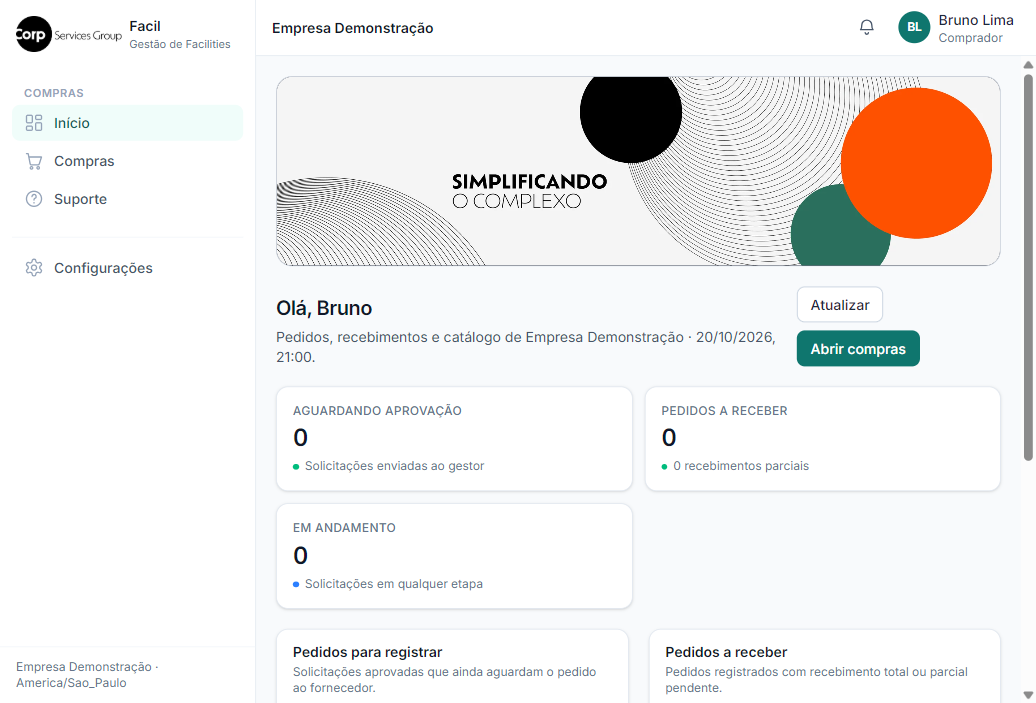 Corp Services Group
Facil
Gestão de Facilities
COMPRAS
Início
Compras
Suporte
Configurações
Empresa Demonstração ·
America/Sao_Paulo
Empresa Demonstração
BL
Bruno Lima
Comprador
SIMPLIFICANDO
O COMPLEXO
Olá, Bruno
Pedidos, recebimentos e catálogo de Empresa Demonstração · 20/10/2026,
21:00.
Atualizar
Abrir compras
AGUARDANDO APROVAÇÃO
0
Solicitações enviadas ao gestor
PEDIDOS A RECEBER
0
0 recebimentos parciais
EM ANDAMENTO
0
Solicitações em qualquer etapa
Pedidos para registrar
Solicitações aprovadas que ainda aguardam o pedido
ao fornecedor.
Pedidos a receber
Pedidos registrados com recebimento total ou parcial
pendente.